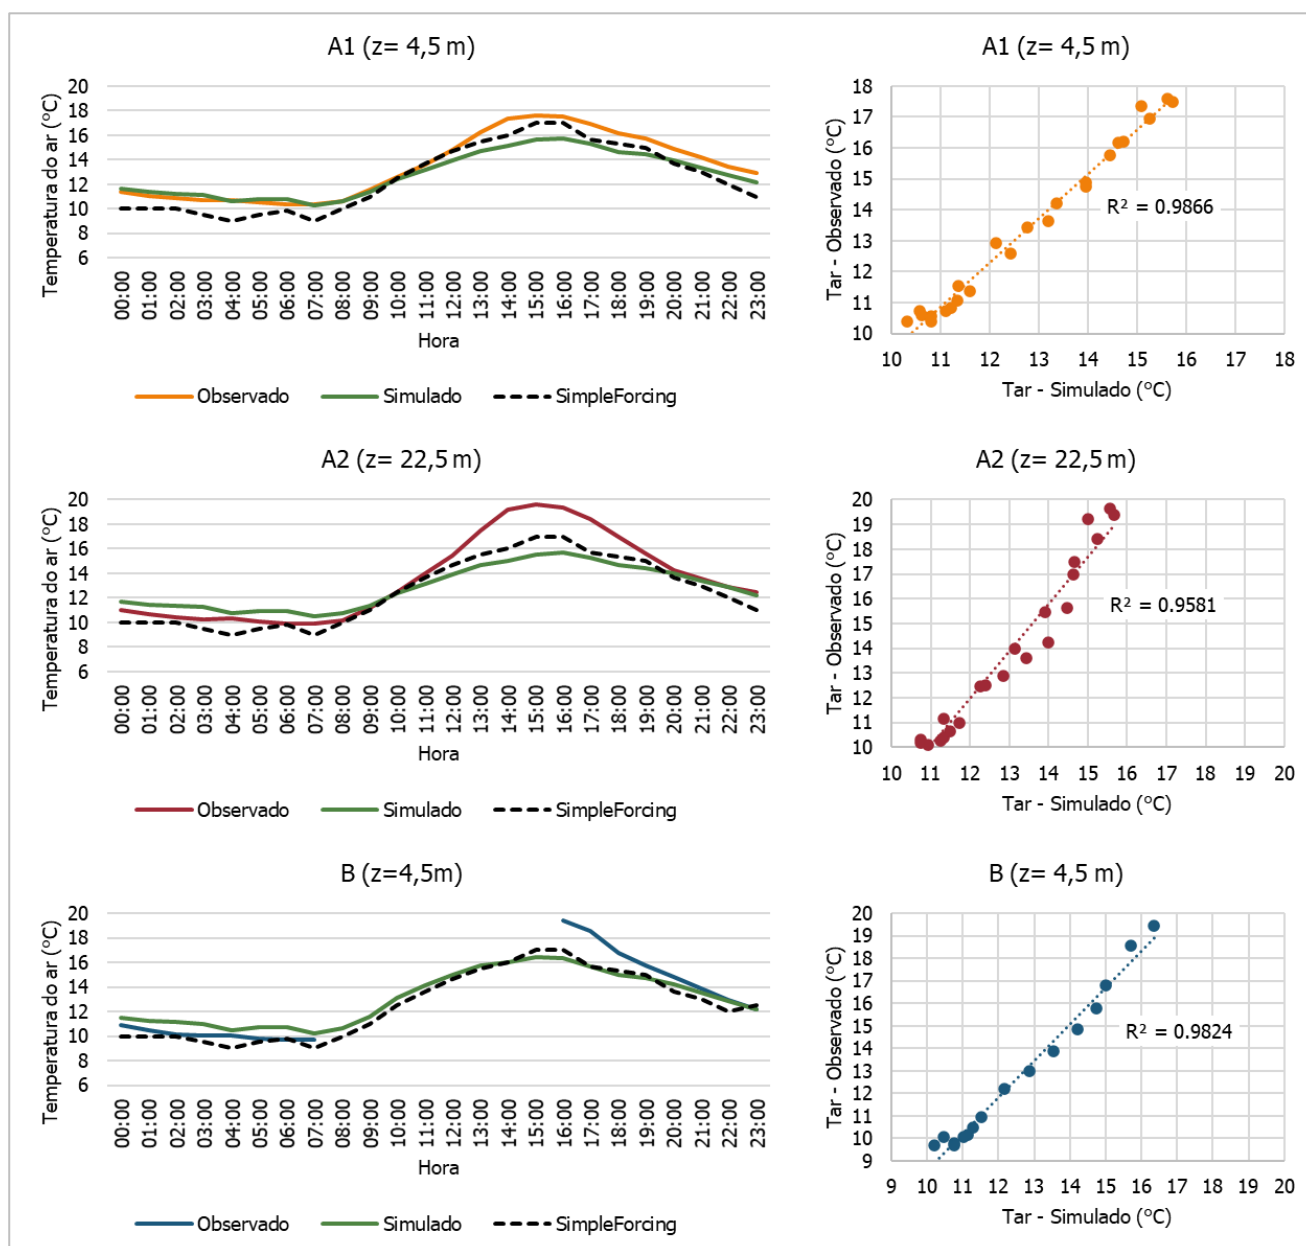 A1 (z= 4,5 m)
Temperatura do ar (°C)
20
18
16
14
12
10
8
6
00:00 01:00 02:00 03:00 04:00 05:00 06:00 07:00 08:00 09:00 10:00 11:00 12:00 13:00 14:00 15:00 16:00 17:00 18:00 19:00 20:00 21:00 22:00 23:00
Hora
Observado Simulado SimpleForcing
A1 (z= 4,5 m)
Tar - Observado (°C)
18
17
16
15
14
13
12
11
10
R² = 0.9866
10 11 12 13 14 15 16 17 18
Tar - Simulado (°C)
A2 (z= 22,5 m)
Temperatura do ar (°C)
20
18
16
14
12
10
8
6
00:00 01:00 02:00 03:00 04:00 05:00 06:00 07:00 08:00 09:00 10:00 11:00 12:00 13:00 14:00 15:00 16:00 17:00 18:00 19:00 20:00 21:00 22:00 23:00
Hora
Observado Simulado SimpleForcing
A2 (z= 22,5 m)
Tar - Observado (°C)
20
19
18
17
16
15
14
13
12
11
10
R² = 0.9581
10 11 12 13 14 15 16 17 18 19 20
Tar - Simulado (°C)
B (z=4,5m)
Temperatura do ar (°C)
20
18
16
14
12
10
8
6
00:00 01:00 02:00 03:00 04:00 05:00 06:00 07:00 08:00 09:00 10:00 11:00 12:00 13:00 14:00 15:00 16:00 17:00 18:00 19:00 20:00 21:00 22:00 23:00
Hora
Observado Simulado SimpleForcing
B (z= 4,5 m)
Tar - Observado (°C)
20
19
18
17
16
15
14
13
12
11
10
9
R² = 0.9824
9 10 11 12 13 14 15 16 17 18 19 20
Tar - Simulado (°C)